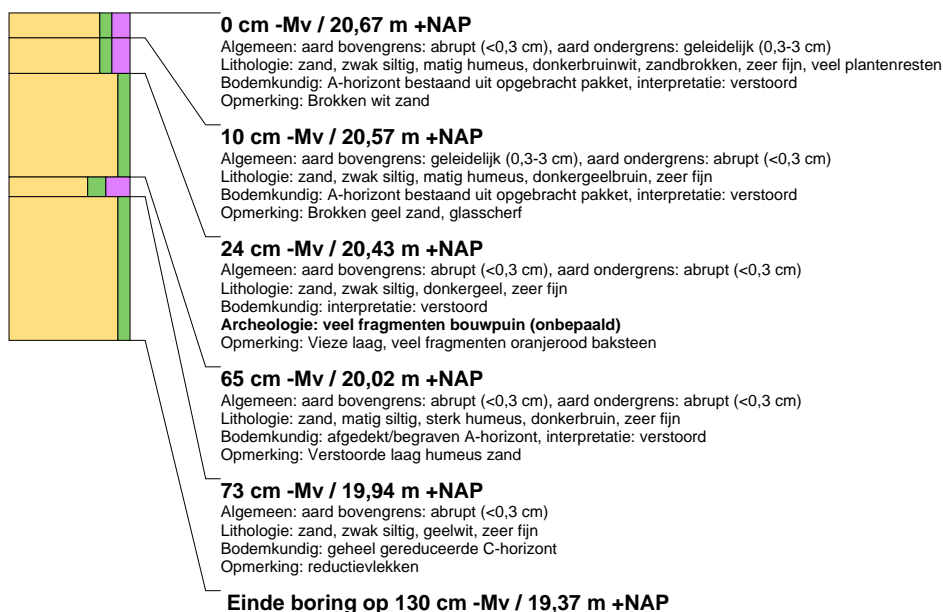 0 cm -Mv / 20,67 m +NAP
Algemeen: aard bovengrens: abrupt (<0,3 cm), aard ondergrens: geleidelijk (0,3-3 cm)
Lithologie: zand, zwak siltig, matig humeus, donkerbruinwit, zandbrokken, zeer fijn, veel plantenresten
Bodemkundig: A-horizont bestaand uit opgebracht pakket, interpretatie: verstoord
Opmerking: Brokken wit zand
10 cm -Mv / 20,57 m +NAP
Algemeen: aard bovengrens: geleidelijk (0,3-3 cm), aard ondergrens: abrupt (<0,3 cm)
Lithologie: zand, zwak siltig, matig humeus, donkergeelbruin, zeer fijn
Bodemkundig: A-horizont bestaand uit opgebracht pakket, interpretatie: verstoord
Opmerking: Brokken geel zand, glasscherf
24 cm -Mv / 20,43 m +NAP
Algemeen: aard bovengrens: abrupt (<0,3 cm), aard ondergrens: abrupt (<0,3 cm)
Lithologie: zand, zwak siltig, donkergeel, zeer fijn
Bodemkundig: interpretatie: verstoord
Archeologie: veel fragmenten bouwpuin (onbepaald)
Opmerking: Vieze laag, veel fragmenten oranjerood baksteen
65 cm -Mv / 20,02 m +NAP
Algemeen: aard bovengrens: abrupt (<0,3 cm), aard ondergrens: abrupt (<0,3 cm)
Lithologie: zand, matig siltig, sterk humeus, donkerbruin, zeer fijn
Bodemkundig: afgedekt/begraven A-horizont, interpretatie: verstoord
Opmerking: Verstoorde laag humeus zand
73 cm -Mv / 19,94 m +NAP
Algemeen: aard bovengrens: abrupt (<0,3 cm)
Lithologie: zand, zwak siltig, geelwit, zeer fijn
Bodemkundig: geheel gereduceerde C-horizont
Opmerking: reductievlekken
Einde boring op 130 cm -Mv / 19,37 m +NAP